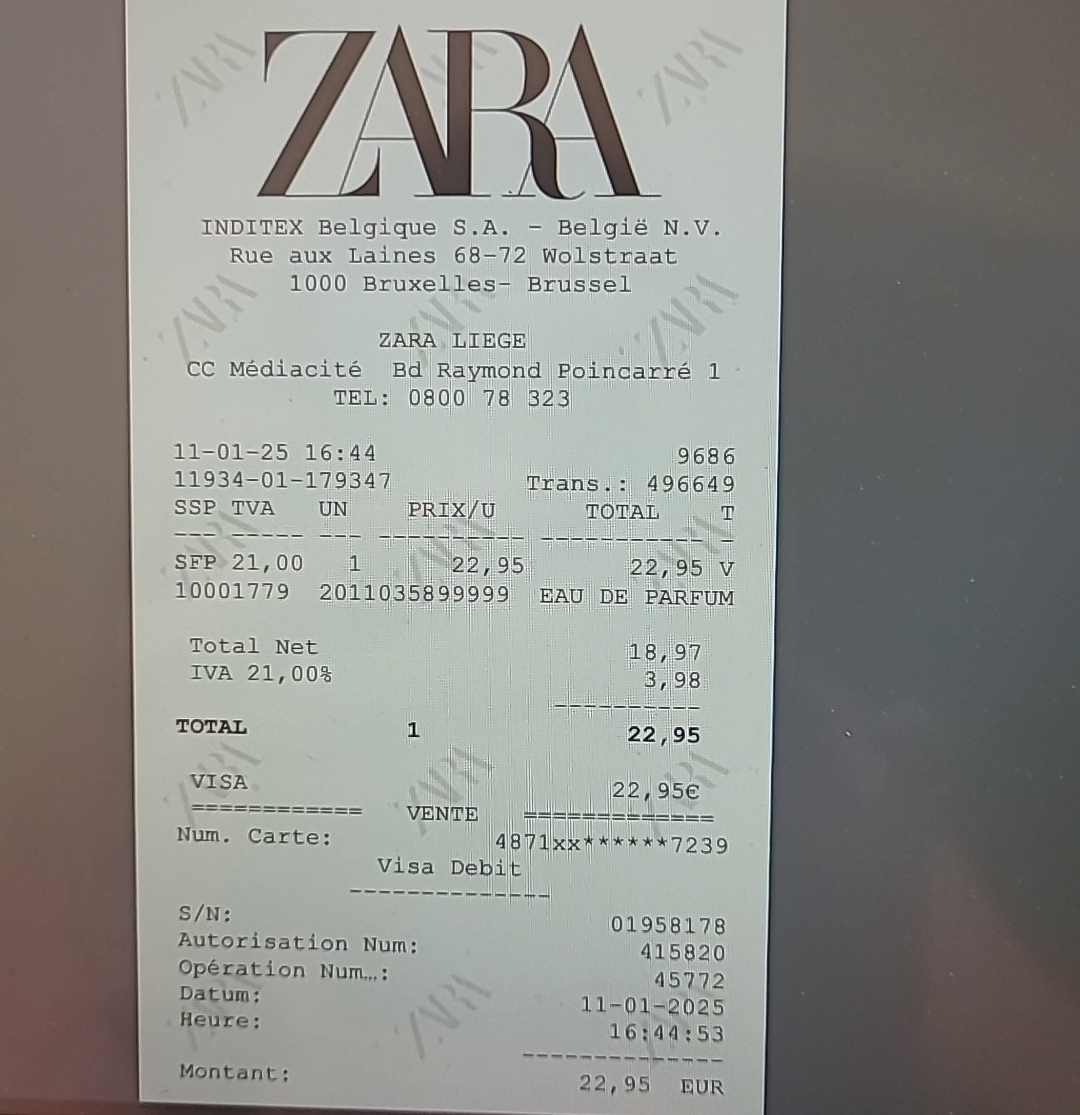 ZARA
INDITEX Belgique S.A. - België N.V.
Rue aux Laines 68-72 Wolstraat
1000 Bruxelles- Brussel
ZARA LIEGE
CC Médiacité Bd Raymond Poincarré 1
TEL: 0800 78 323
11-01-25 16:44 9686
11934-01-179347 Trans.: 496649
SSP TVA UN PRIX/U TOTAL T
SFP 21,00 1 22,95 22,95 V
10001779 2011035899999 EAU DE PARFUM
Total Net 18,97
IVA 21,00% 3,98
TOTAL 1 22,95
VISA 22,95€
============ VENTE =============
Num. Carte: 4871xx******7239
Visa Debit
S/N: 01958178
Autorisation Num: 415820
Opération Num…: 45772
Datum: 11-01-2025
Heure: 16:44:53
Montant: 22,95 EUR